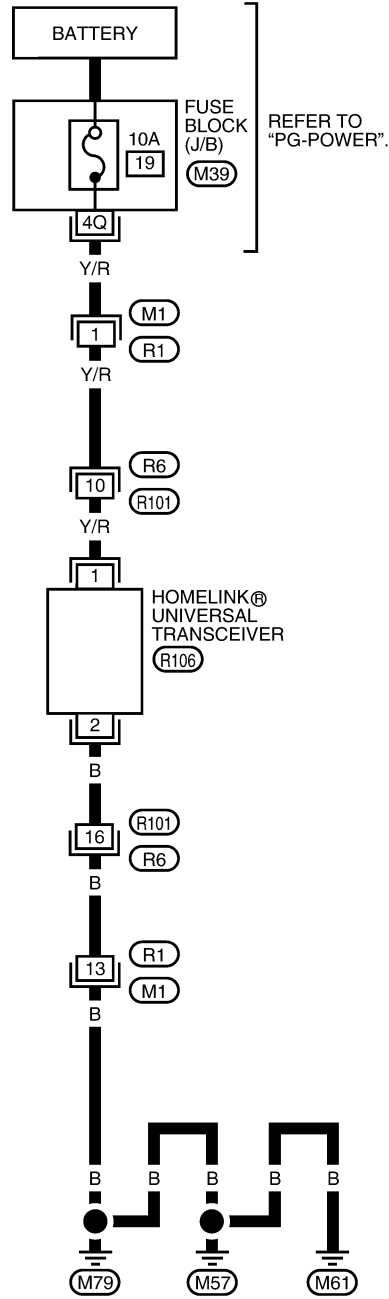 BATTERY
FUSE
BLOCK
(J/B)
REFER TO
“PG-POWER”.
10A
19
M39
4Q
Y/R
M1
1
R1
Y/R
R6
10
R101
Y/R
1
HOMELINK®
UNIVERSAL
TRANSCEIVER
R106
2
B
R101
16
R6
B
R1
13
M1
B
B B B B B
M79 M57 M61